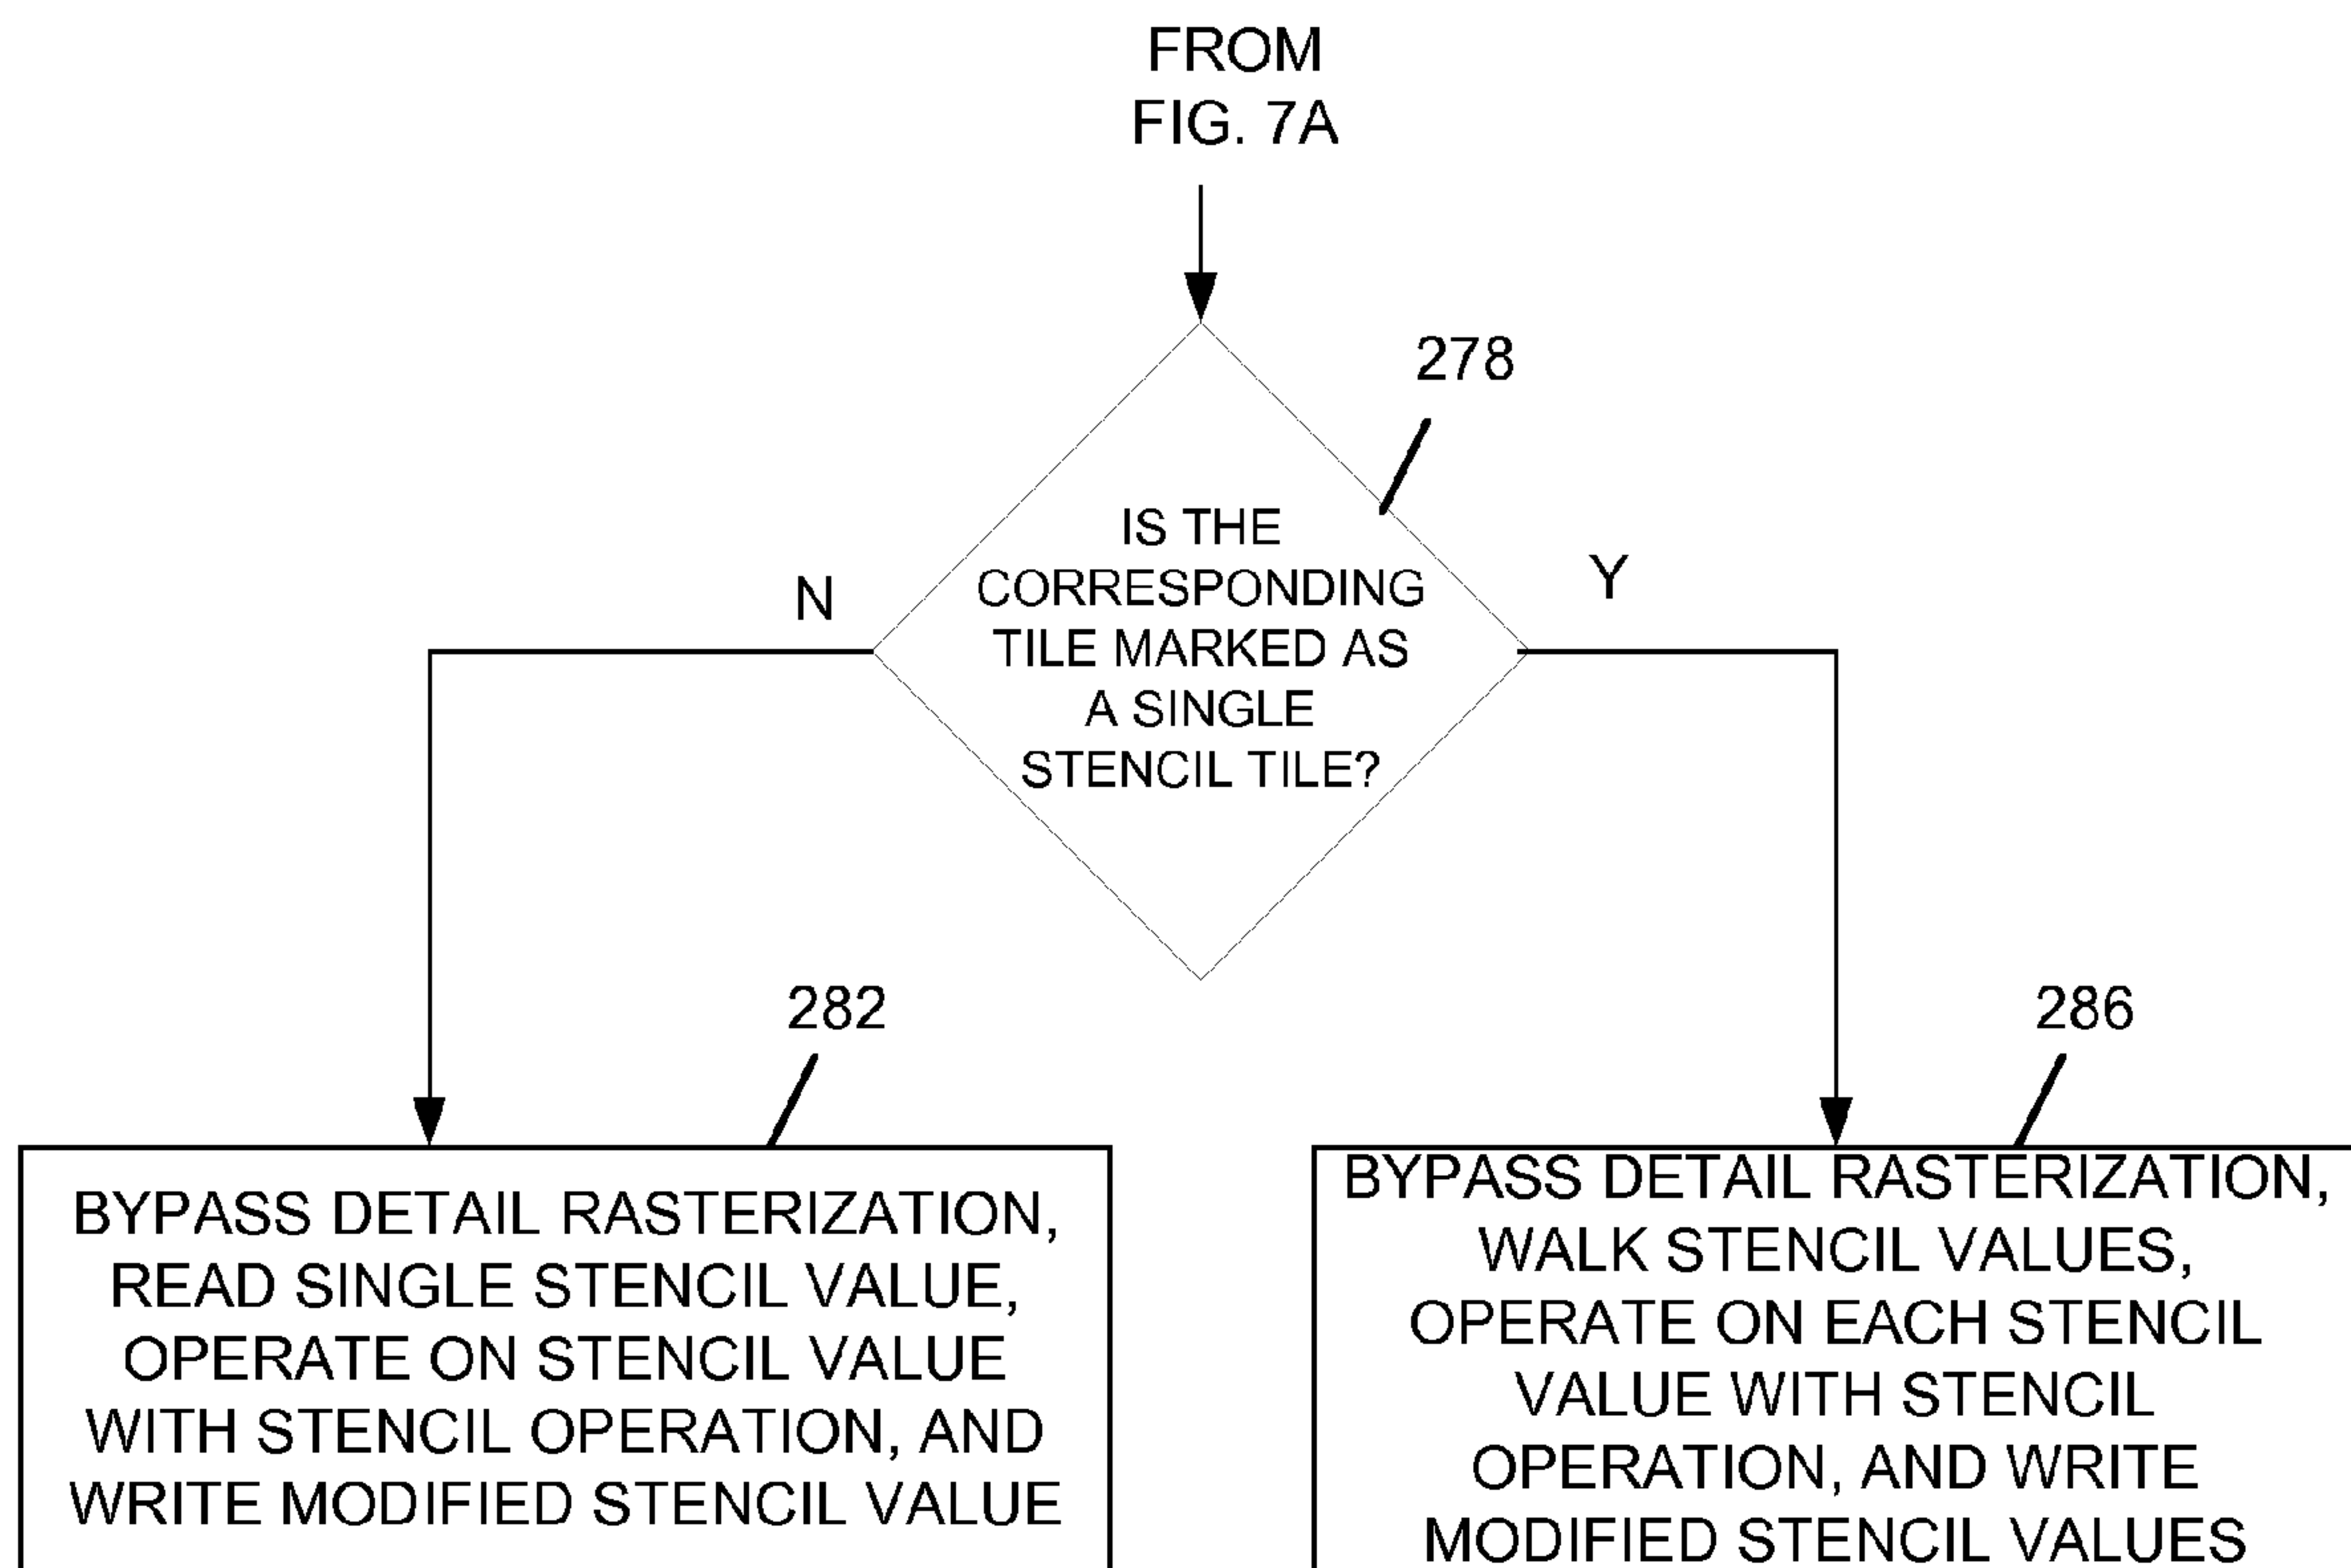 FROM
FIG. 7A
278
IS THE
CORRESPONDING
TILE MARKED AS
A SINGLE
STENCIL TILE?
N
Y
282
BYPASS DETAIL RASTERIZATION,
READ SINGLE STENCIL VALUE,
OPERATE ON STENCIL VALUE
WITH STENCIL OPERATION, AND
WRITE MODIFIED STENCIL VALUE
286
BYPASS DETAIL RASTERIZATION,
WALK STENCIL VALUES,
OPERATE ON EACH STENCIL
VALUE WITH STENCIL
OPERATION, AND WRITE
MODIFIED STENCIL VALUES